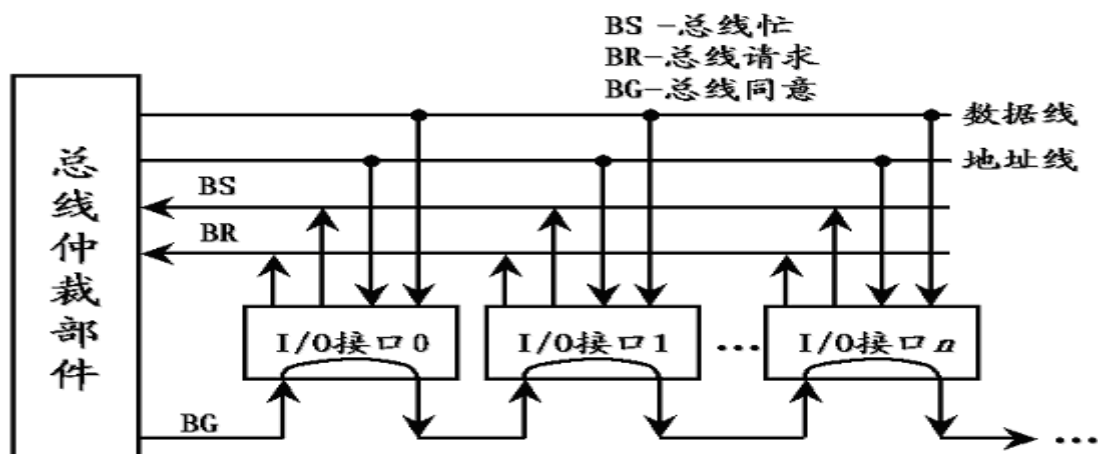 BS -总线忙
BR-总线请求
BG-总线同意
数据线
地址线
BS
BR
总线仲裁部件
I/O接口0
I/O接口1
...
I/O接口n
BG
...